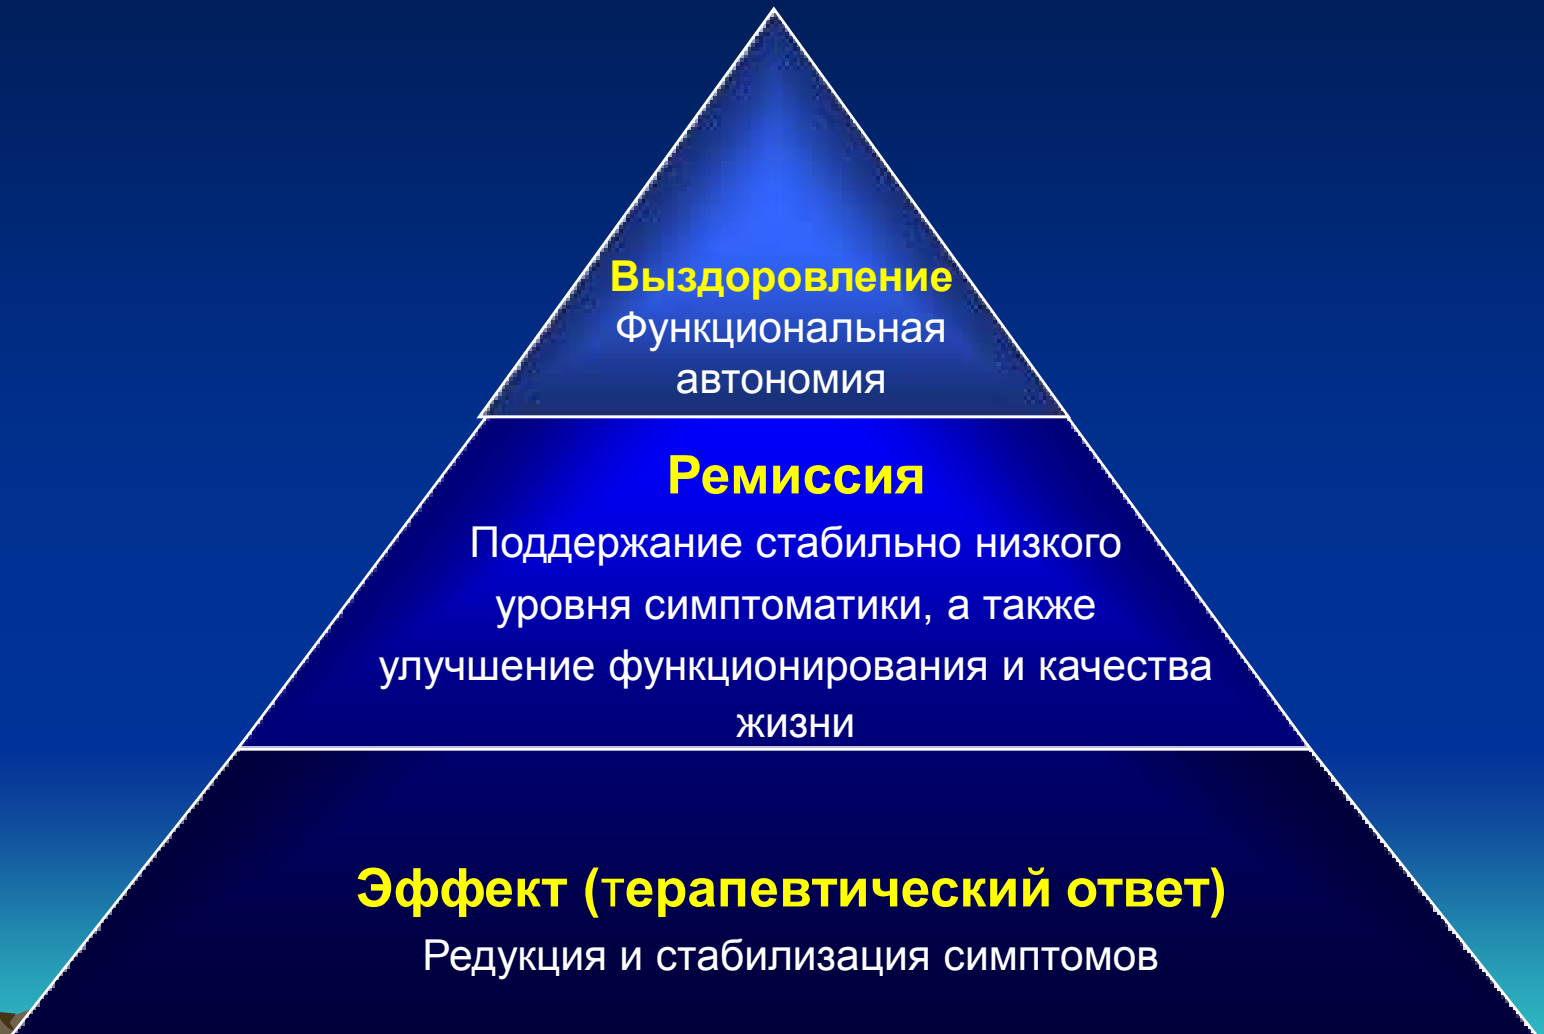 Выздоровление
Функциональная
автономия
Ремиссия
Поддержание стабильно низкого
уровня симптоматики, а также
улучшение функционирования и качества
жизни
Эффект (терапевтический ответ)
Редукция и стабилизация симптомов